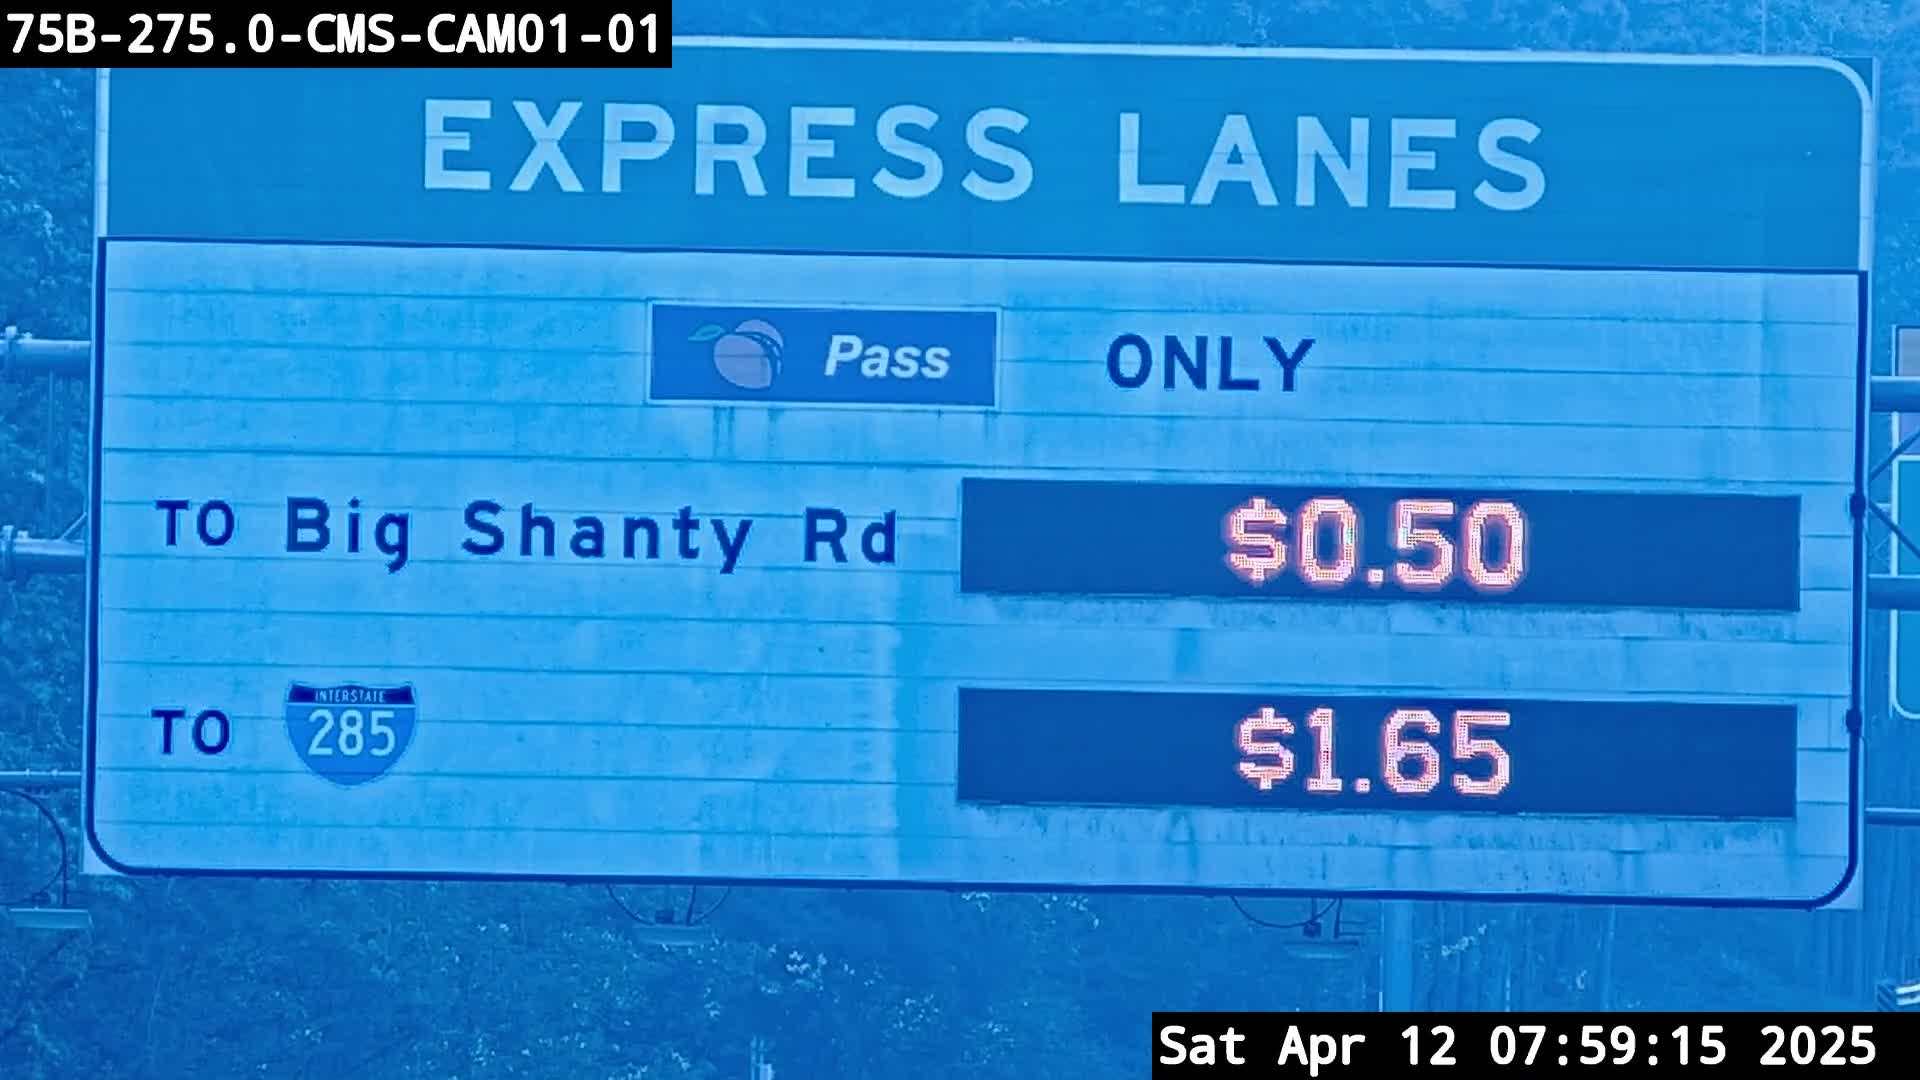 75B-275.0-CMS-CAM01-01
EXPRESS LANES
Pass ONLY
TO Big Shanty Rd $0.50
INTERSTATE
TO 285 $1.65
Sat Apr 12 07:59:15 2025